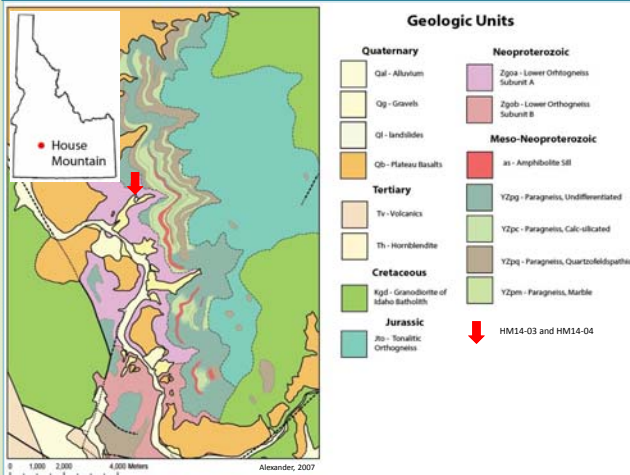 House
Mountain
0 1,000 2,000 4,000 Meters
Alexander, 2007
Geologic Units
Quaternary
Qal - Alluvium
Qg - Gravels
Ql - landslides
Qb - Plateau Basalts
Tertiary
Tv - Volcanics
Th - Hornblendite
Cretaceous
Kgd - Granodiorite of
Idaho Batholith
Jurassic
Jto - Tonalitic
Orthogneiss
Neoproterozoic
Zgoa - Lower Orhtogneiss
Subunit A
Zgob - Lower Orthogneiss
Subunit B
Meso-Neoproterozoic
as - Amphibolite Sill
YZpg - Paragneiss, Undifferentiated
YZpc - Paragneiss, Calc-silicated
YZpq - Paragneiss, Quartzofeldspathic
YZpm - Paragneiss, Marble
HM14-03 and HM14-04